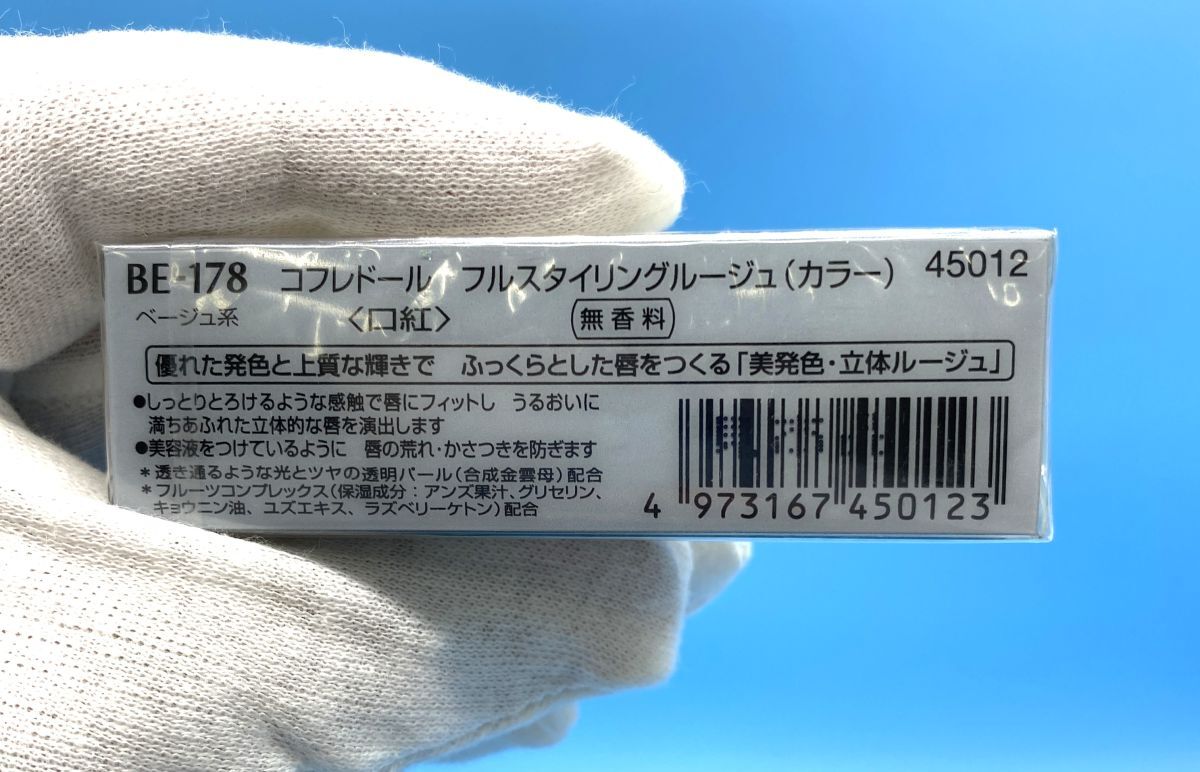 BE-178 コフレドール フルスタイリングルージュ(カラー) 45012
ベージュ系 〈口紅〉 無香料
優れた発色と上質な輝きで ふっくらとした唇をつくる「美発色・立体ルージュ」
●しっとりとろけるような感触で唇にフィットし うるおいに
満ちあふれた立体的な唇を演出します
●美容液をつけているように 唇の荒れ・かさつきを防ぎます
*透き通るような光とツヤの透明パール(合成金雲母)配合
*フルーツコンプレックス(保湿成分:アンズ果汁、グリセリン、
キョウニン油、ユズエキス、ラズベリーケトン)配合
4 973167 450123